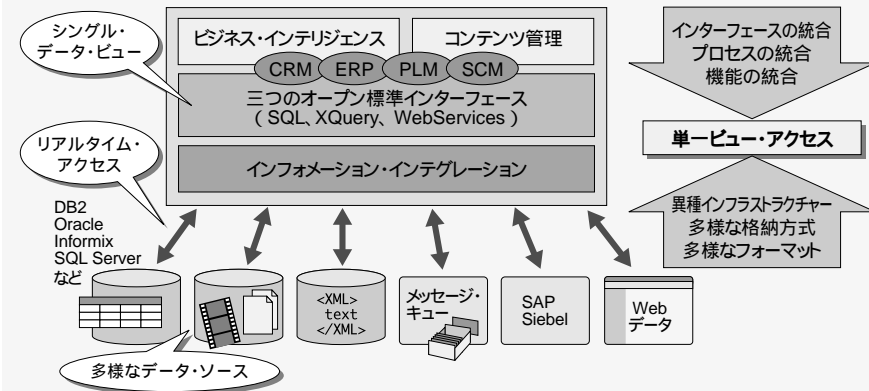 シングル・
データ・ビュー
ビジネス・インテリジェンス
コンテンツ管理
CRM
ERP
PLM
SCM
三つのオープン標準インターフェース
(SQL、XQuery、WebServices)
インフォメーション・インテグレーション
リアルタイム・
アクセス
DB2
Oracle
Informix
SQL Server
など
<XML>
text
</XML>
メッセージ・
キュー
SAP
Siebel
Web
データ
多様なデータ・ソース
インターフェースの統合
プロセスの統合
機能の統合
単一ビュー・アクセス
異種インフラストラクチャー
多様な格納方式
多様なフォーマット